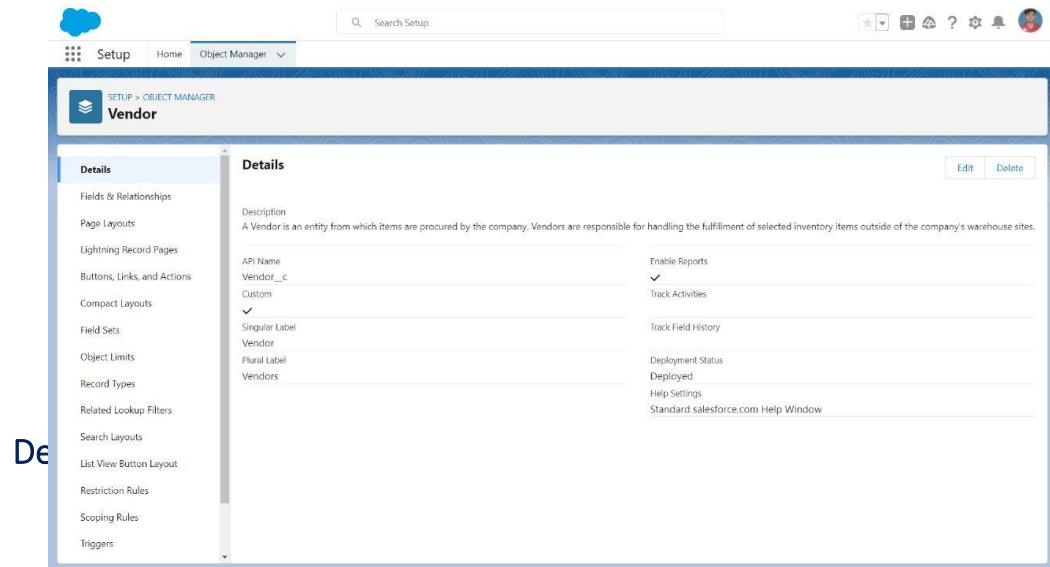 Search Setup
Setup
Home
Object Manager
SETUP > OBJECT MANAGER
Vendor
Details
Fields & Relationships
Page Layouts
Lightning Record Pages
Buttons, Links, and Actions
Compact Layouts
Field Sets
Object Limits
Record Types
Related Lookup Filters
Search Layouts
List View Button Layout
Restriction Rules
Scoping Rules
Triggers
De
Details
Edit
Delete
Description
A Vendor is an entity from which items are procured by the company. Vendors are responsible for handling the fulfillment of selected inventory items outside of the company's warehouse sites.
API Name
Vendor__c
Custom
Singular Label
Vendor
Plural Label
Vendors
Enable Reports
Track Activities
Track Field History
Deployment Status
Deployed
Help Settings
Standard salesforce.com Help Window